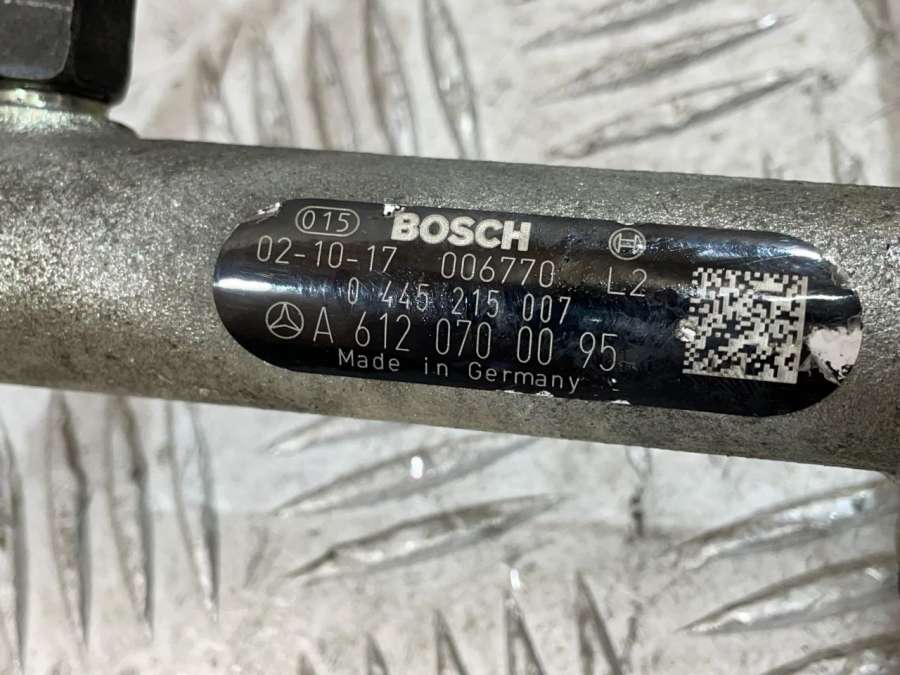 015 BOSCH
02-10-17 006770 L2
0 445 215 007
A 612 070 00 95
Made in Germany